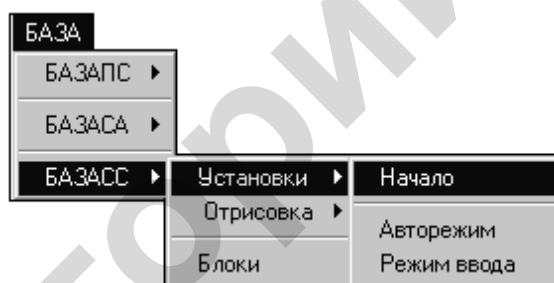 БАЗА
БАЗАПС
БАЗАСА
БАЗАСС
Установки
Начало
Отрисовка
Авторежим
Блоки
Режим ввода